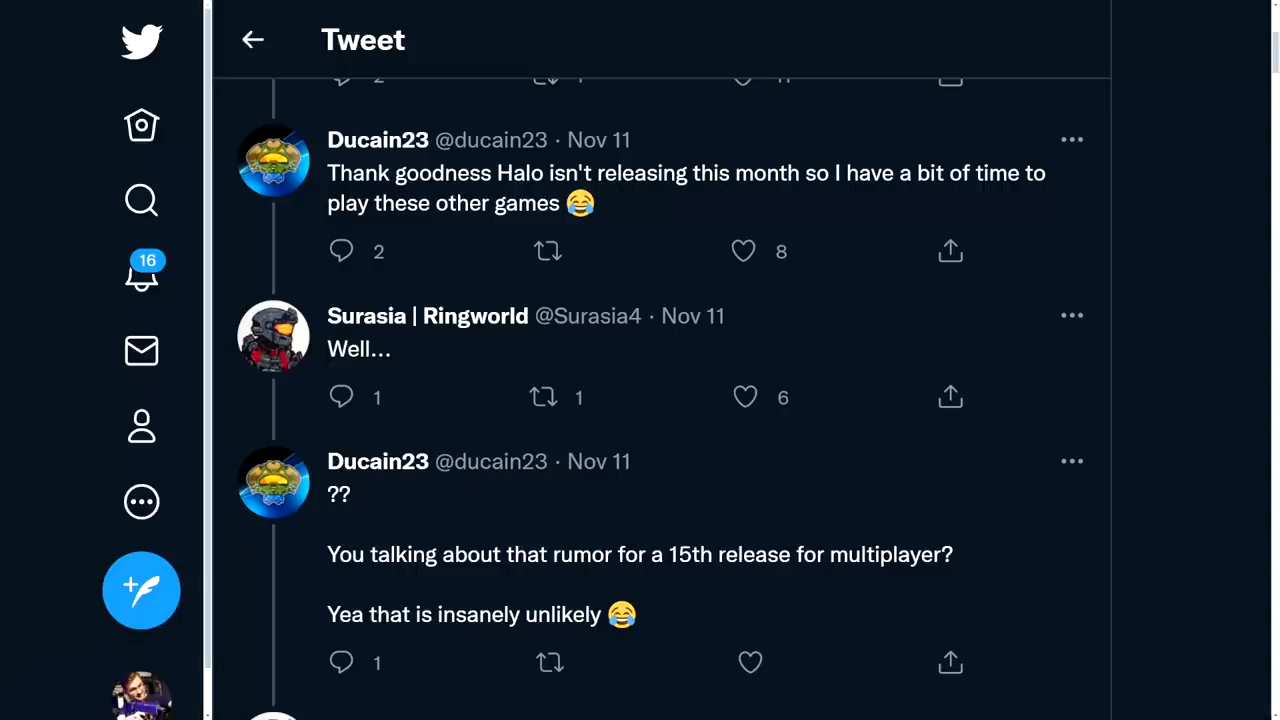 Tweet
Ducain23 @ducain23 · Nov 11
Thank goodness Halo isn't releasing this month so I have a bit of time to
play these other games 😂
2
8
Surasia | Ringworld @Surasia4 · Nov 11
Well...
1
1
6
16
Ducain23 @ducain23 · Nov 11
??
You talking about that rumor for a 15th release for multiplayer?
Yea that is insanely unlikely 😂
1